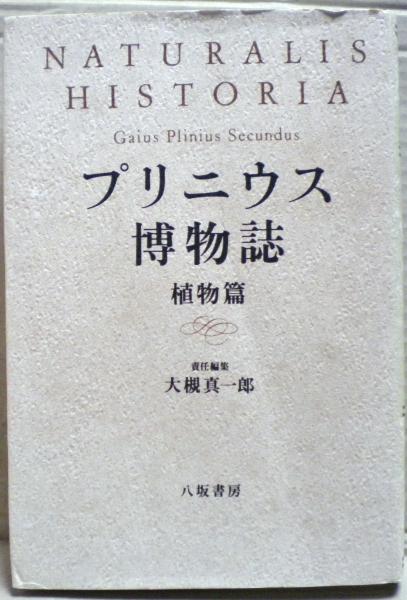 NATURALIS
HISTORIA
Gaius Plinius Secundus
プリニウス
博物誌
植物篇
責任編集
大槻真一郎
八坂書房